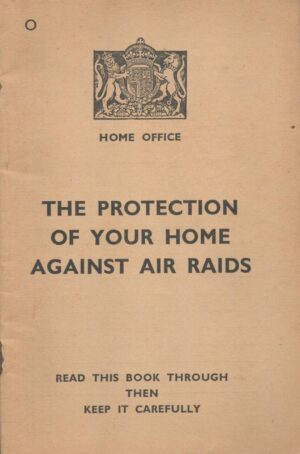 HOME OFFICE
THE PROTECTION
OF YOUR HOME
AGAINST AIR RAIDS
READ THIS BOOK THROUGH
THEN
KEEP IT CAREFULLY